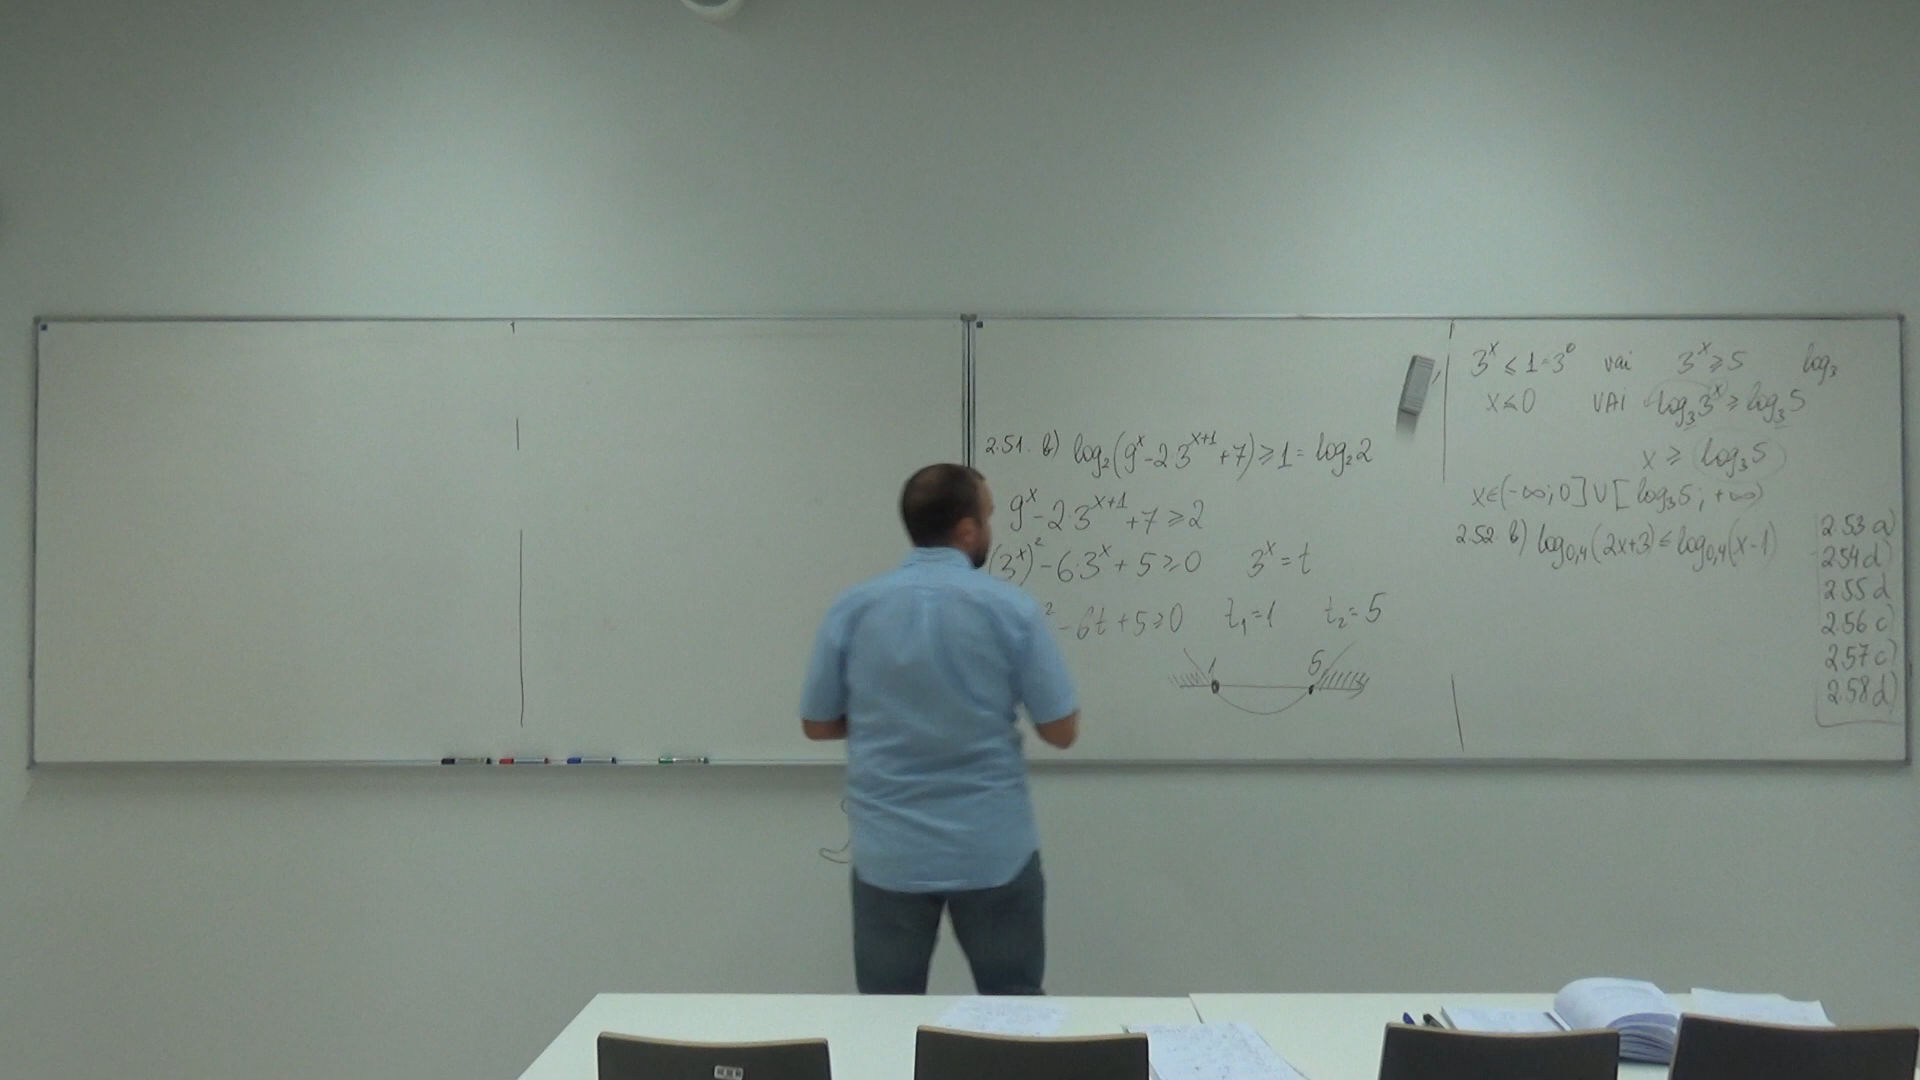 2.51. b) log₂(9ˣ - 2·3ˣ⁺¹ + 7) ⩾ 1 = log₂2
9ˣ - 2·3ˣ⁺¹ + 7 ⩾ 2
(3ˣ)² - 6·3ˣ + 5 ⩾ 0 3ˣ = t
² - 6t + 5 ⩾ 0 t₁ = 1 t₂ = 5
1 5
3ˣ ⩽ 1 = 3⁰ vai 3ˣ ⩾ 5 log₃
x ⩽ 0 VAI log₃3ˣ ⩾ log₃5
x ⩾ log₃5
x ∈ (-∞; 0] ∪ [log₃5; +∞)
2.52. b) log₀,₄(2x+3) ⩽ log₀,₄(x-1)
2.53 a)
2.54 d)
2.55 d
2.56 c)
2.57 c)
2.58 d)